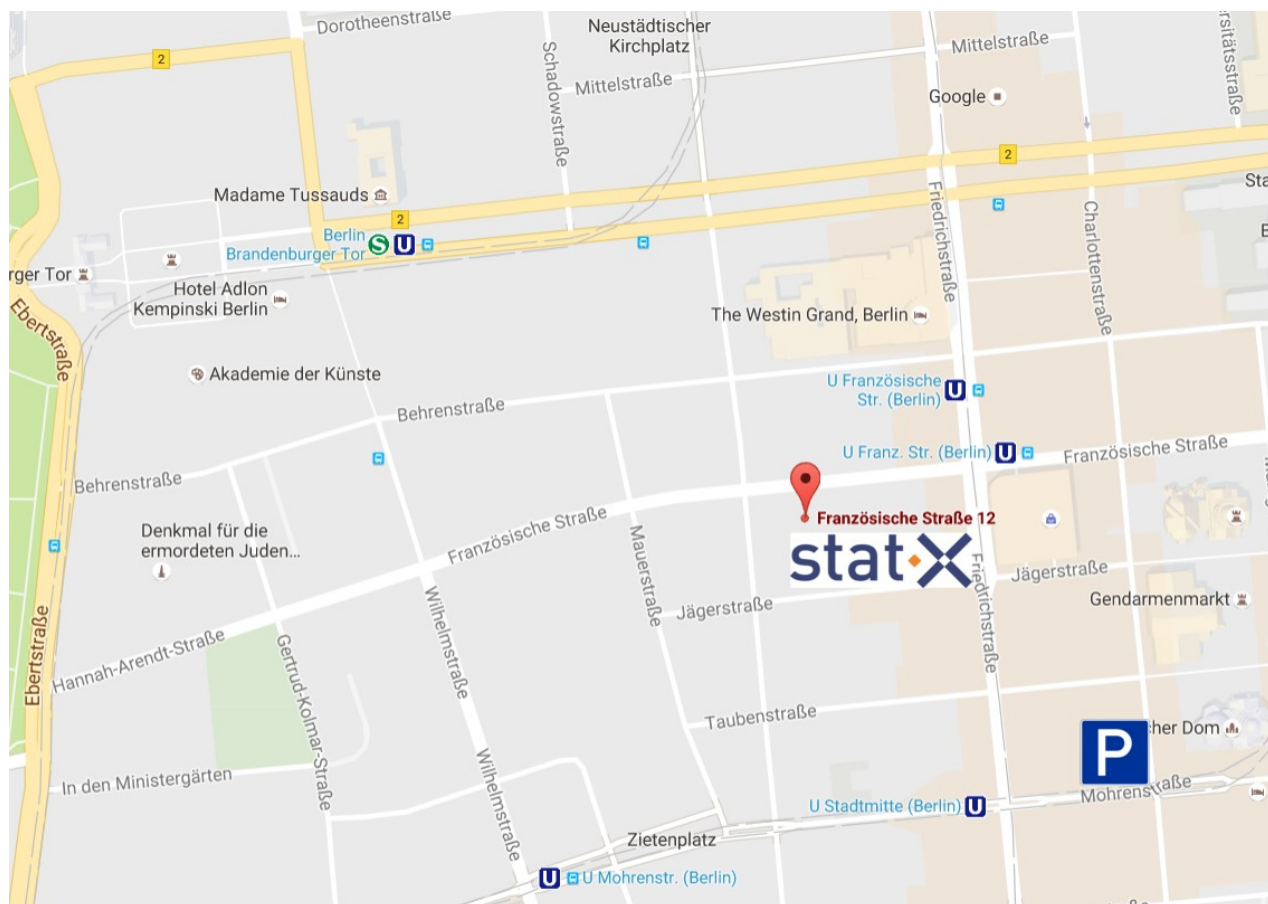 Dorotheenstraße
Neustädtischer
Kirchplatz
Mittelstraße
ersitätsstraße
2
Schadowstraße
Mittelstraße
Google
2
Madame Tussauds
Sta
2
Friedrichstraße
Charlottenstraße
Berlin
Brandenburger Tor
S
U
E
rger Tor
Hotel Adlon
Kempinski Berlin
The Westin Grand, Berlin
Ebertstraße
Akademie der Künste
U Französische
Str. (Berlin)
U
Behrenstraße
U Franz. Str. (Berlin)
U
Französische Straße
Behrenstraße
Französische Straße 12
Denkmal für die
ermordeten Juden...
Französische Straße
stat X
Mauerstraße
Friedrichstraße
Jägerstraße
Jägerstraße
Gendarmenmarkt
Wilhelmstraße
Hannah-Arendt-Straße
Ebertstraße
Gertrud-Kolmar-Straße
Taubenstraße
P
cher Dom
In den Ministergärten
Wilhelmstraße
Mohrenstraße
U Stadtmitte (Berlin)
U
Zietenplatz
U
U Mohrenstr. (Berlin)